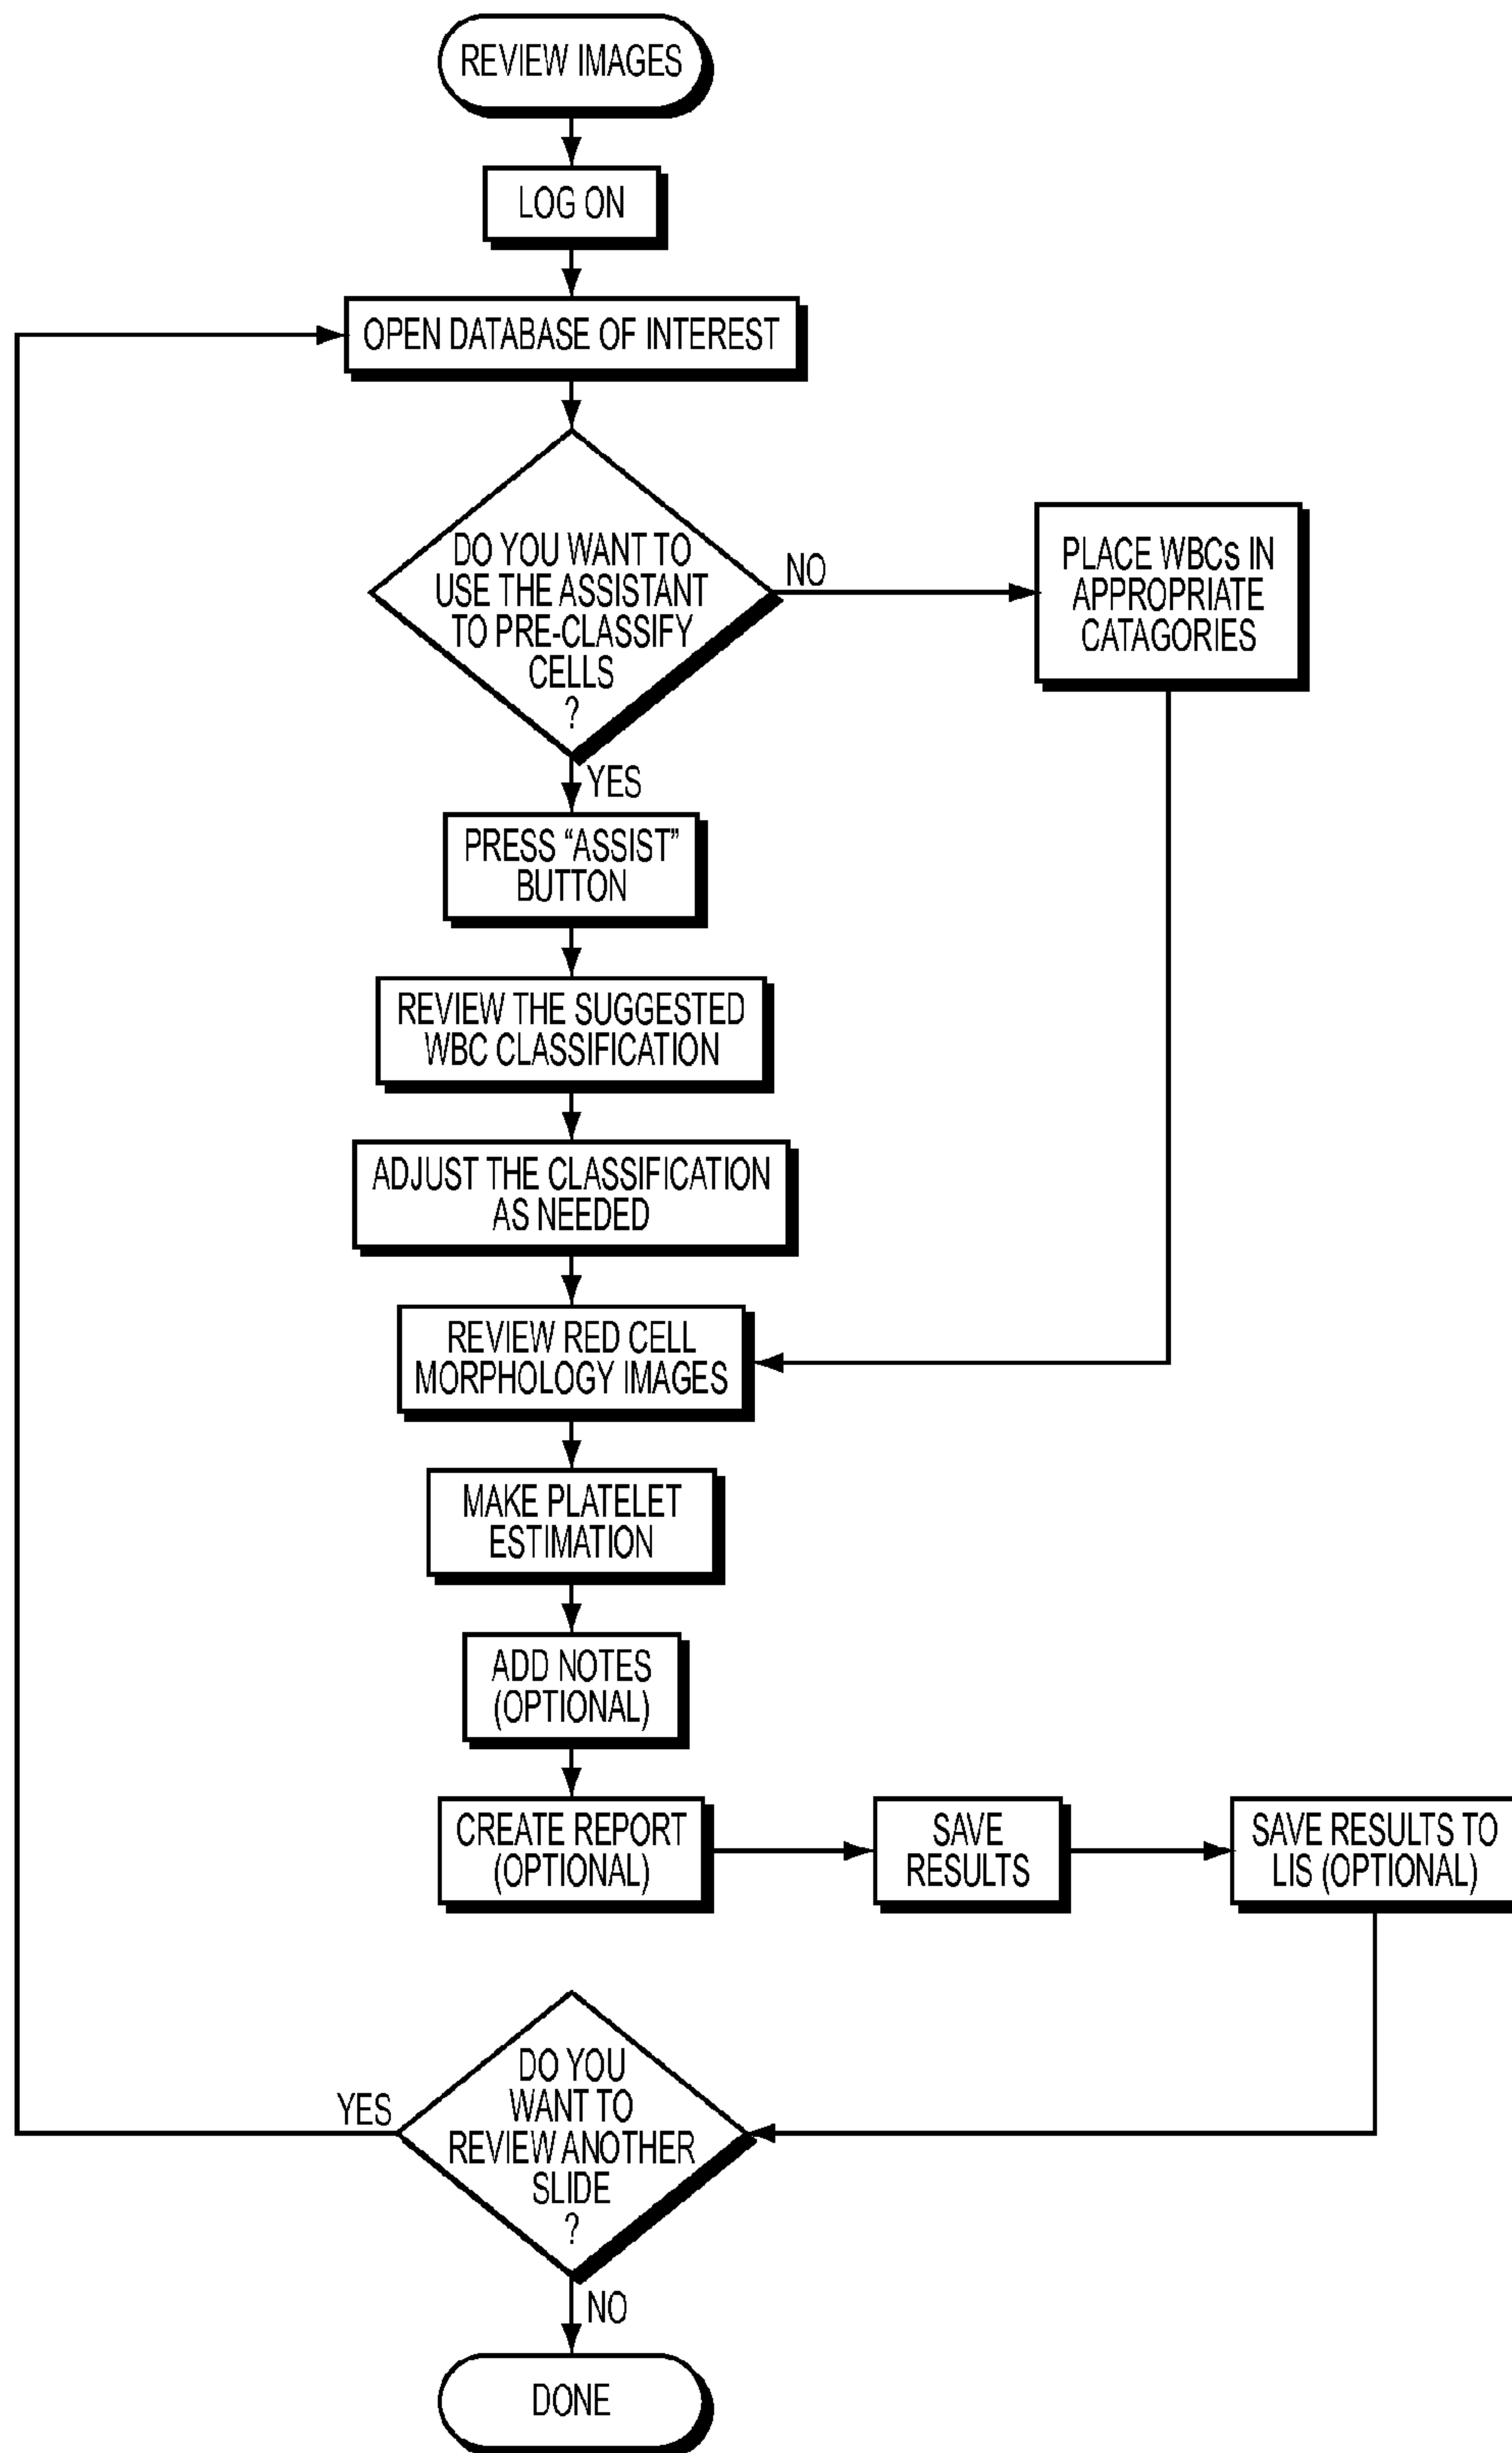 REVIEW IMAGES
LOG ON
OPEN DATABASE OF INTEREST
DO YOU WANT TO
USE THE ASSISTANT
TO PRE-CLASSIFY
CELLS
?
NO
PLACE WBCs IN
APPROPRIATE
CATAGORIES
YES
PRESS “ASSIST”
BUTTON
REVIEW THE SUGGESTED
WBC CLASSIFICATION
ADJUST THE CLASSIFICATION
AS NEEDED
REVIEW RED CELL
MORPHOLOGY IMAGES
MAKE PLATELET
ESTIMATION
ADD NOTES
(OPTIONAL)
CREATE REPORT
(OPTIONAL)
SAVE
RESULTS
SAVE RESULTS TO
LIS (OPTIONAL)
DO YOU
WANT TO
REVIEW ANOTHER
SLIDE
?
YES
NO
DONE